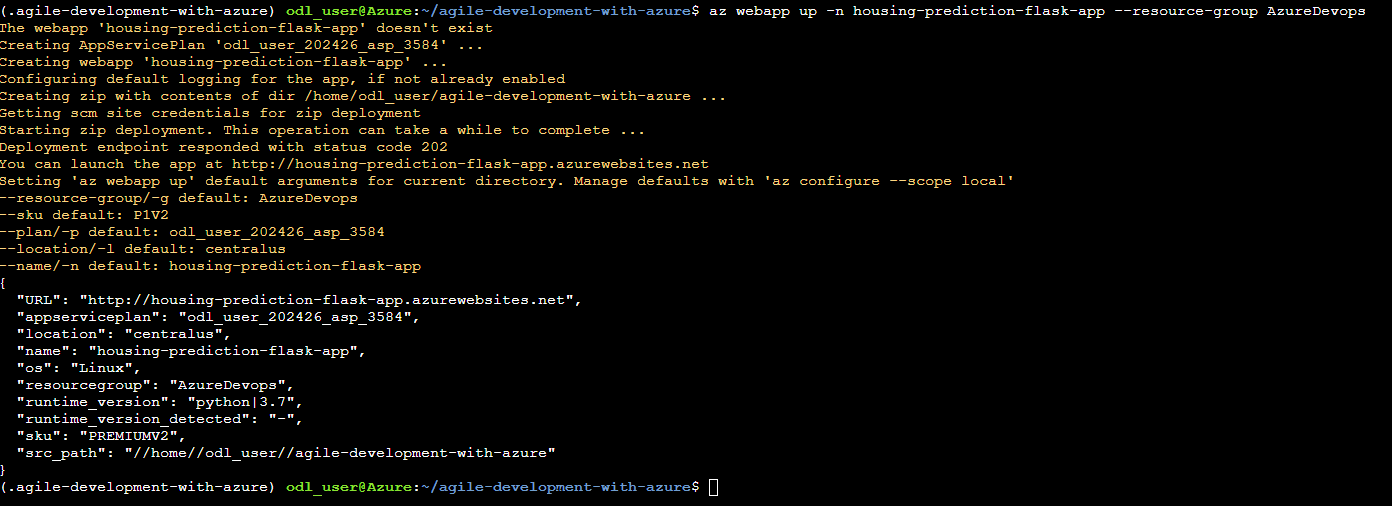 (.agile-development-with-azure) odl_user@Azure:~/agile-development-with-azure$ az webapp up -n housing-prediction-flask-app --resource-group AzureDevops
The webapp 'housing-prediction-flask-app' doesn't exist
Creating AppServicePlan 'odl_user_202426_asp_3584' ...
Creating webapp 'housing-prediction-flask-app' ...
Configuring default logging for the app, if not already enabled
Creating zip with contents of dir /home/odl_user/agile-development-with-azure ...
Getting scm site credentials for zip deployment
Starting zip deployment. This operation can take a while to complete ...
Deployment endpoint responded with status code 202
You can launch the app at http://housing-prediction-flask-app.azurewebsites.net
Setting 'az webapp up' default arguments for current directory. Manage defaults with 'az configure --scope local'
--resource-group/-g default: AzureDevops
--sku default: P1V2
--plan/-p default: odl_user_202426_asp_3584
--location/-l default: centralus
--name/-n default: housing-prediction-flask-app
{
  "URL": "http://housing-prediction-flask-app.azurewebsites.net",
  "appserviceplan": "odl_user_202426_asp_3584",
  "location": "centralus",
  "name": "housing-prediction-flask-app",
  "os": "Linux",
  "resourcegroup": "AzureDevops",
  "runtime_version": "python|3.7",
  "runtime_version_detected": "-",
  "sku": "PREMIUMV2",
  "src_path": "//home//odl_user//agile-development-with-azure"
}
(.agile-development-with-azure) odl_user@Azure:~/agile-development-with-azure$